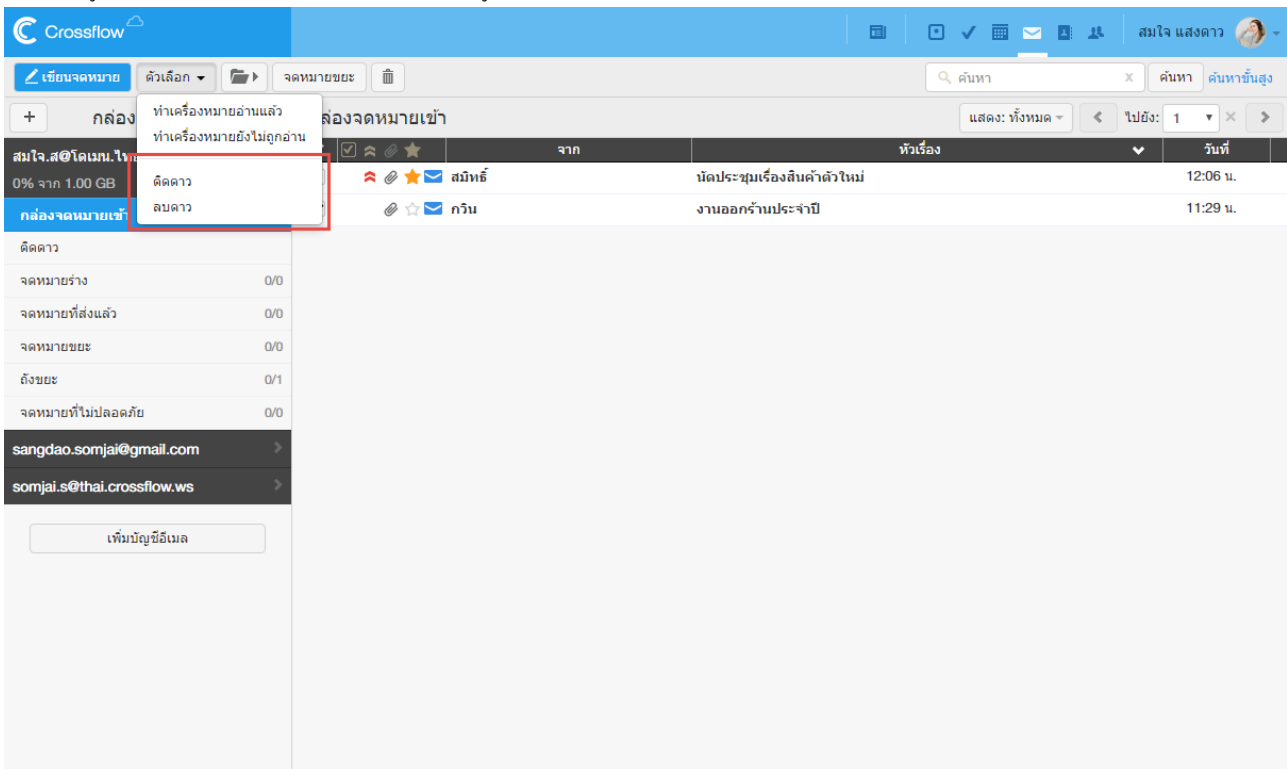 Crossflow
สมใจ แสงดาว
เขียนจดหมาย ตัวเลือก จดหมายขยะ ค้นหา x ค้นหา ค้นหาขั้นสูง
+ กล่อง ล่องจดหมายเข้า แสดง: ทั้งหมด ไปยัง: 1
ทำเครื่องหมายอ่านแล้ว
ทำเครื่องหมายยังไม่ถูกอ่าน
ติดดาว
ลบดาว
จาก หัวเรื่อง วันที่
สมิทธิ์ นัดประชุมเรื่องสินค้าตัวใหม่ 12:06 น.
กวิน งานออกร้านประจำปี 11:29 น.
สมใจ.ส@โดเมน.ไทย
0% จาก 1.00 GB
กล่องจดหมายเข้า
ติดดาว
จดหมายร่าง 0/0
จดหมายที่ส่งแล้ว 0/0
จดหมายขยะ 0/0
ถังขยะ 0/1
จดหมายที่ไม่ปลอดภัย 0/0
sangdao.somjai@gmail.com
somjai.s@thai.crossflow.ws
เพิ่มบัญชีอีเมล